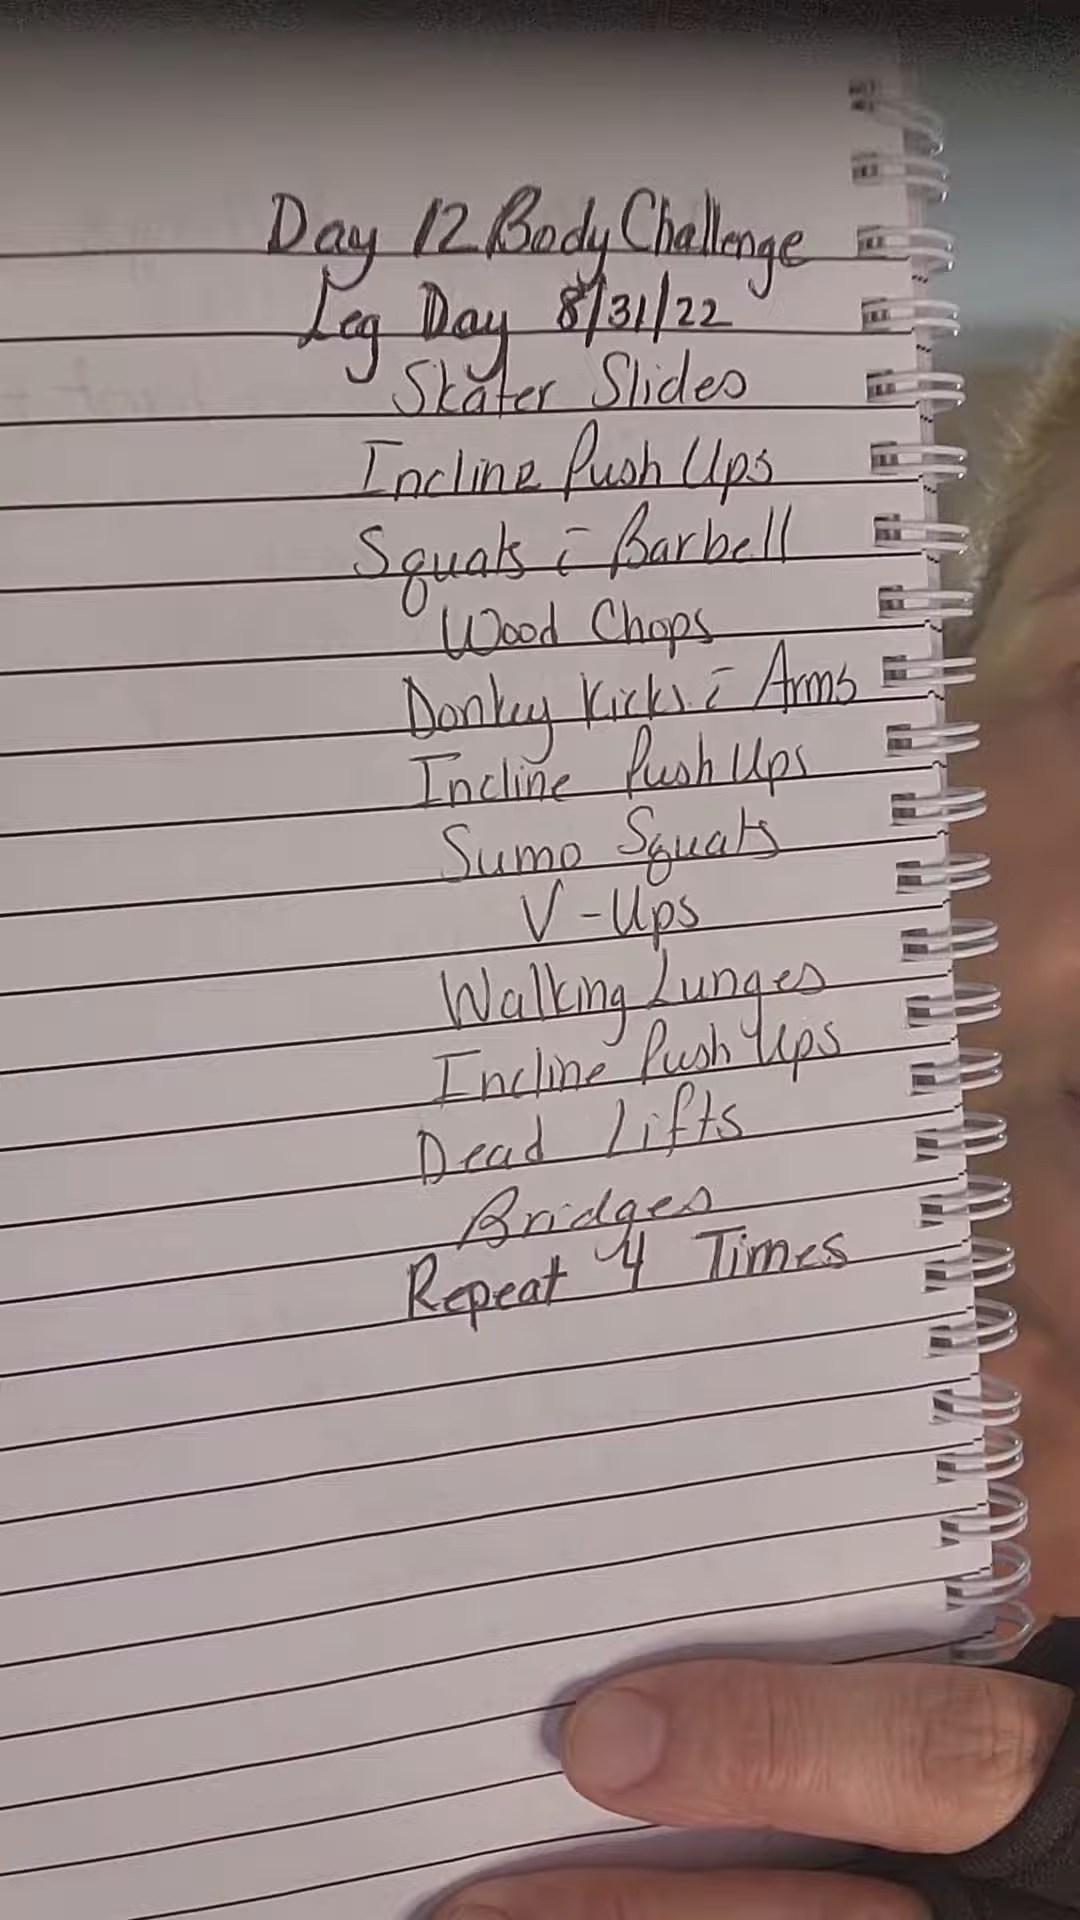 Day 12 Body Challenge
Leg Day 8/31/22
Skater Slides
Incline Push Ups
Squats c̄ Barbell
Wood Chops
Donkey Kicks c̄ Arms
Incline Push Ups
Sumo Squats
V-Ups
Walking Lunges
Incline Push Ups
Dead Lifts
Bridges
Repeat 4 Times